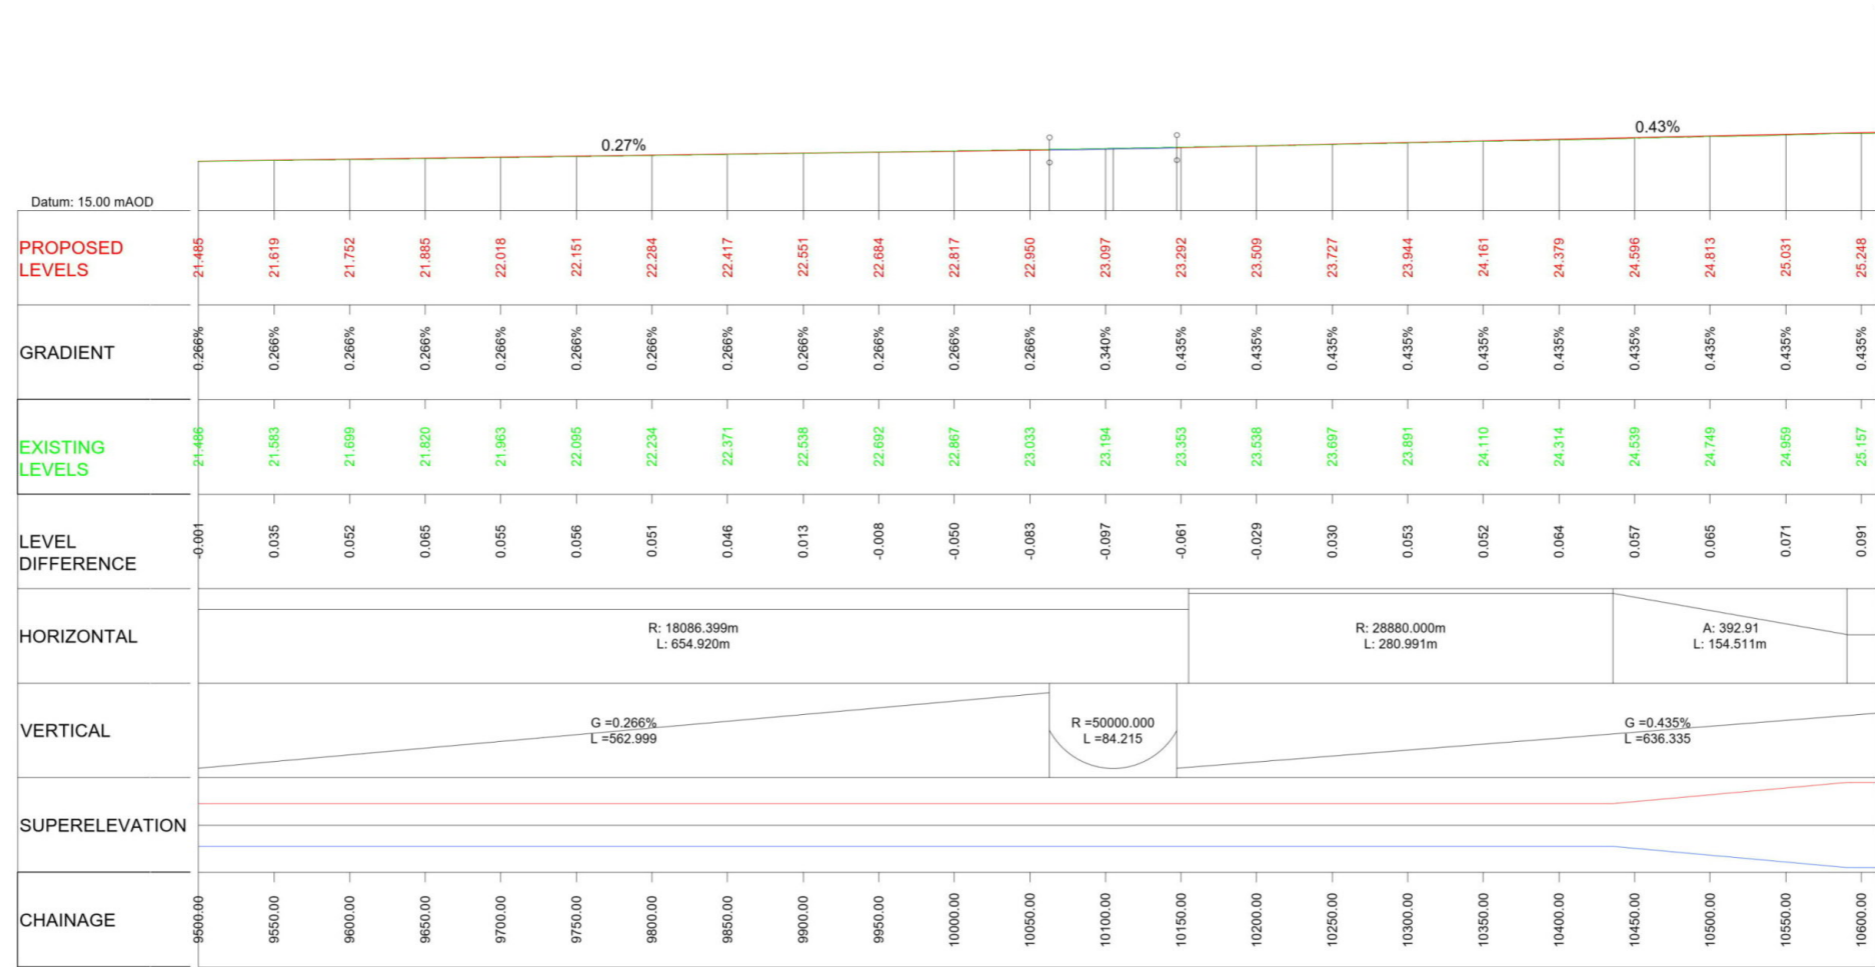 0.27%
0.43%
Datum: 15.00 mAOD
PROPOSED
LEVELS
21.485 21.619 21.752 21.885 22.018 22.151 22.284 22.417 22.551 22.684 22.817 22.950 23.097 23.292 23.509 23.727 23.944 24.161 24.379 24.596 24.813 25.031 25.248
GRADIENT
0.266% 0.266% 0.266% 0.266% 0.266% 0.266% 0.266% 0.266% 0.266% 0.266% 0.266% 0.266% 0.340% 0.435% 0.435% 0.435% 0.435% 0.435% 0.435% 0.435% 0.435% 0.435% 0.435%
EXISTING
LEVELS
21.486 21.583 21.699 21.820 21.963 22.095 22.234 22.371 22.538 22.692 22.867 23.033 23.194 23.353 23.538 23.697 23.891 24.110 24.314 24.539 24.749 24.959 25.157
LEVEL
DIFFERENCE
-0.001 0.035 0.052 0.065 0.055 0.056 0.051 0.046 0.013 -0.008 -0.050 -0.083 -0.097 -0.061 -0.029 0.030 0.053 0.052 0.064 0.057 0.065 0.071 0.091
HORIZONTAL
R: 18086.399m
L: 654.920m
R: 28880.000m
L: 280.991m
A: 392.91
L: 154.511m
VERTICAL
G =0.266%
L =562.999
R =50000.000
L =84.215
G =0.435%
L =636.335
SUPERELEVATION
CHAINAGE
9500.00 9550.00 9600.00 9650.00 9700.00 9750.00 9800.00 9850.00 9900.00 9950.00 10000.00 10050.00 10100.00 10150.00 10200.00 10250.00 10300.00 10350.00 10400.00 10450.00 10500.00 10550.00 10600.00